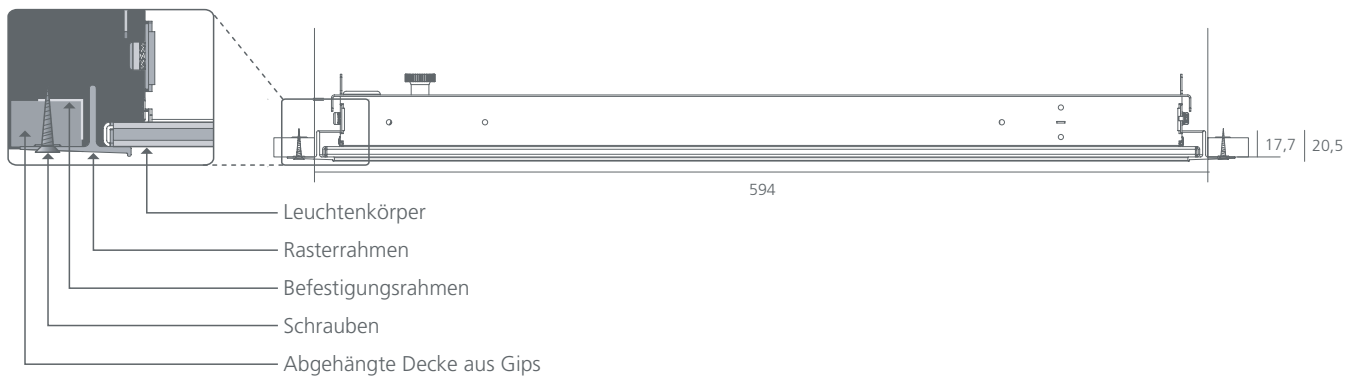 17,7
20,5
594
Leuchtenkörper
Rasterrahmen
Befestigungsrahmen
Schrauben
Abgehängte Decke aus Gips